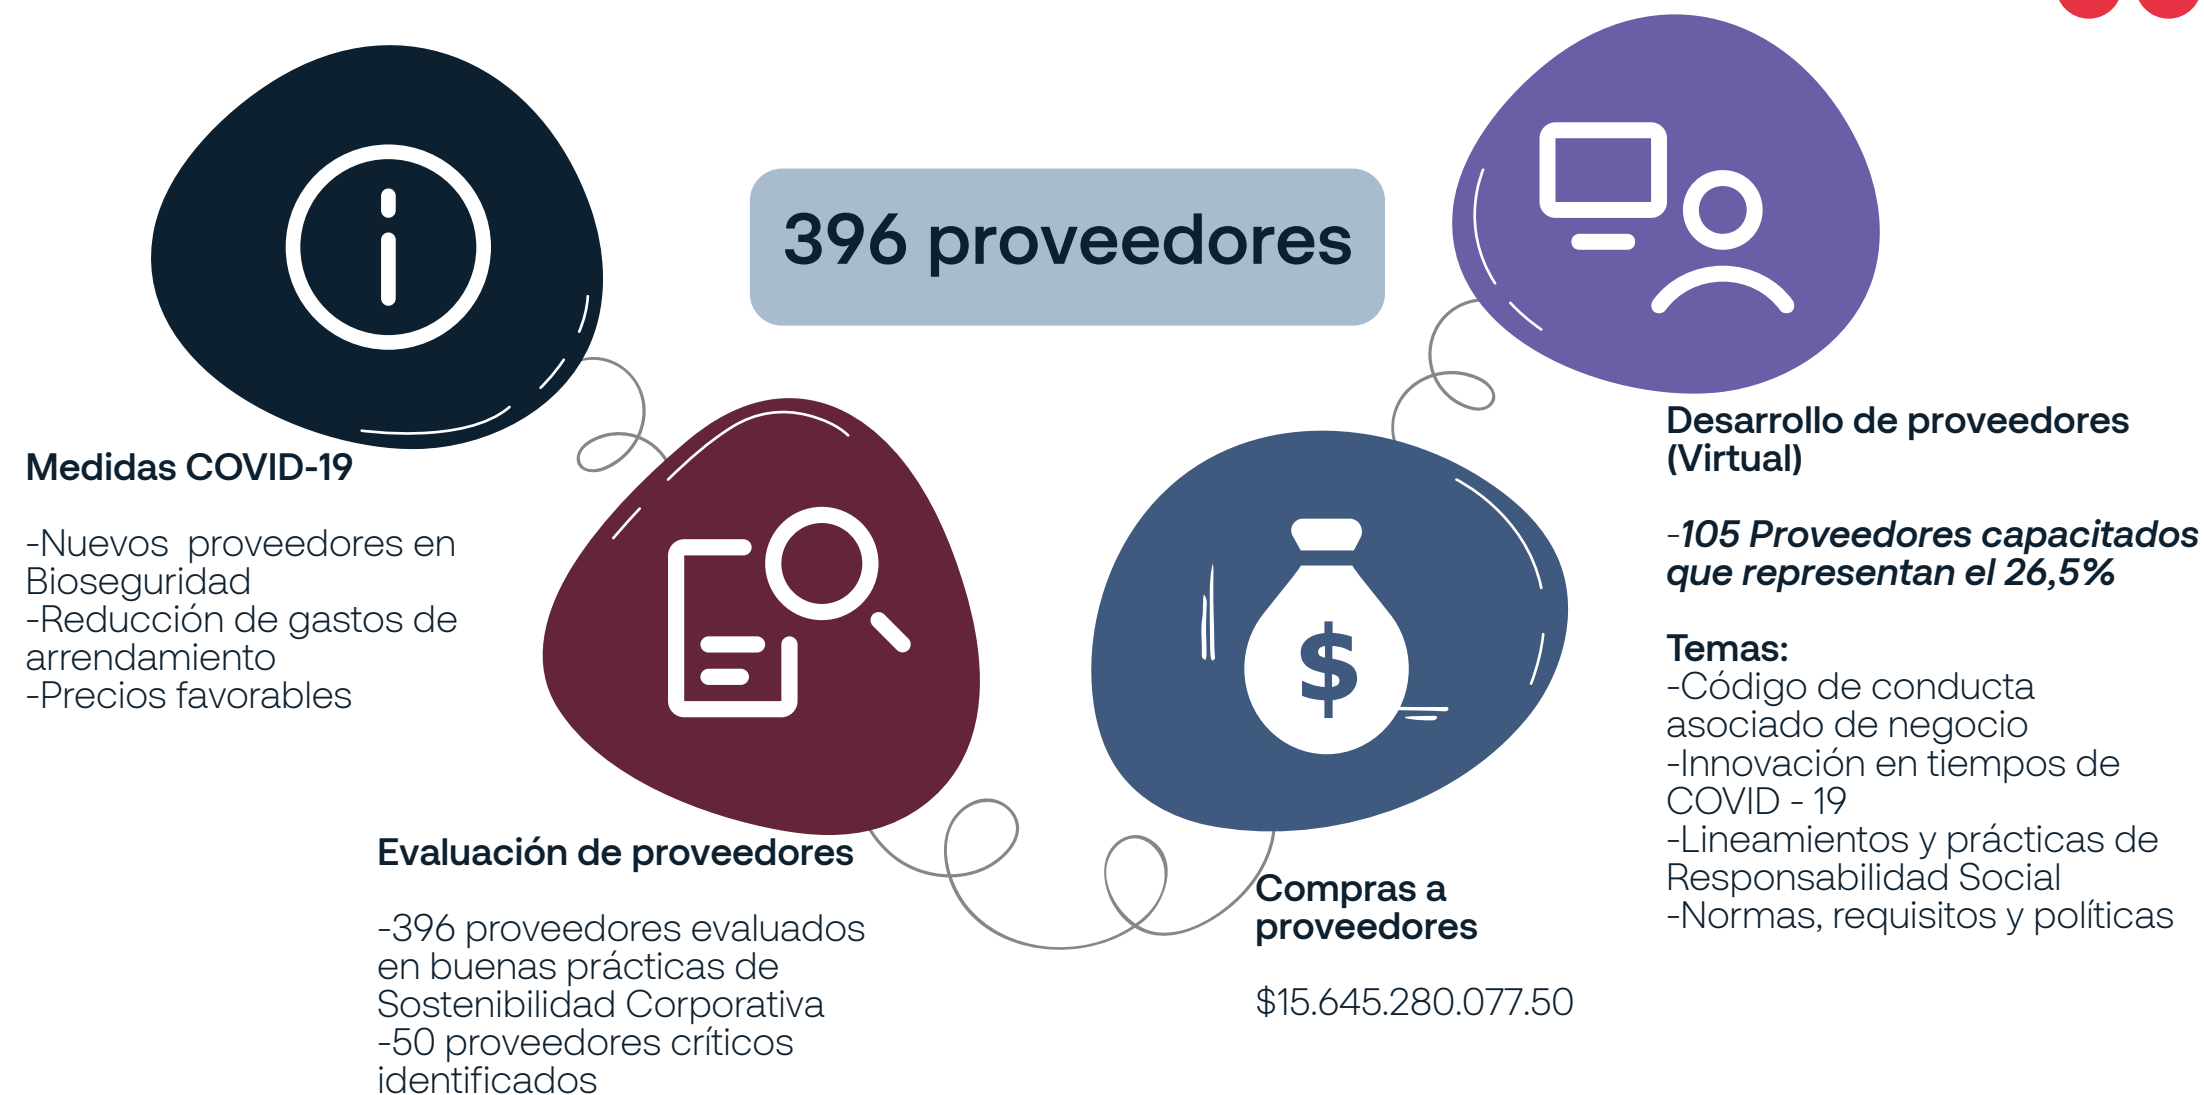 396 proveedores
Medidas COVID-19
-Nuevos proveedores en
Bioseguridad
-Reducción de gastos de
arrendamiento
-Precios favorables
Evaluación de proveedores
-396 proveedores evaluados
en buenas prácticas de
Sostenibilidad Corporativa
-50 proveedores críticos
identificados
$
Compras a
proveedores
$15.645.280.077.50
Desarrollo de proveedores
(Virtual)
-105 Proveedores capacitados
que representan el 26,5%
Temas:
-Código de conducta
asociado de negocio
-Innovación en tiempos de
COVID - 19
-Lineamientos y prácticas de
Responsabilidad Social
-Normas, requisitos y políticas